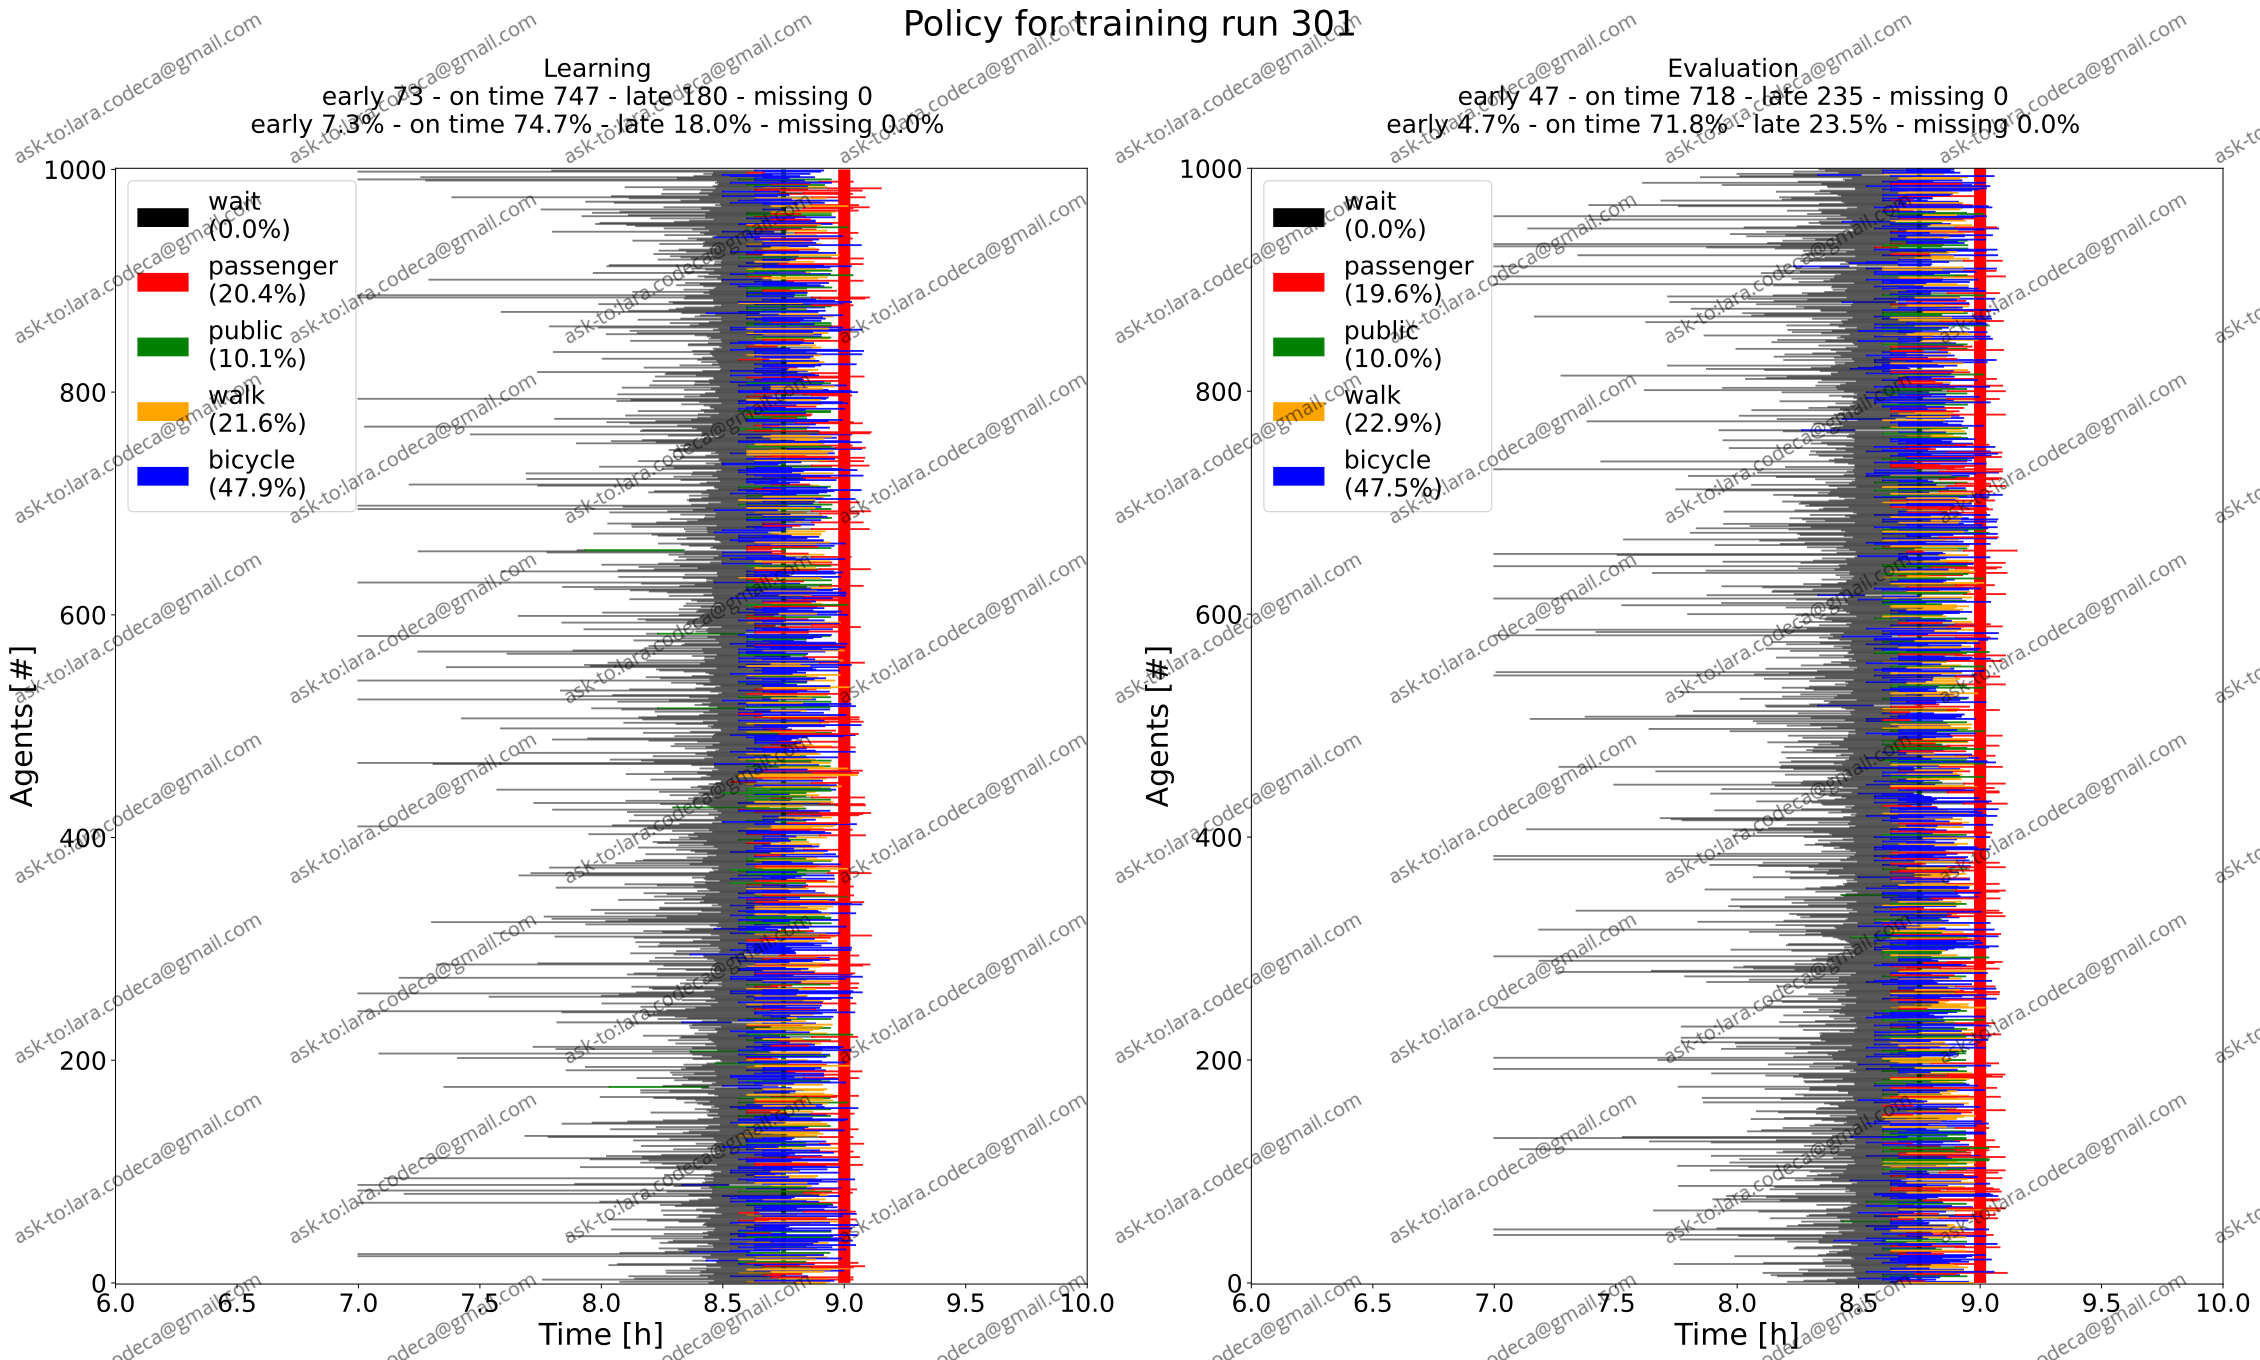 Policy for training run 301
Learning
early 73 - on time 747 - late 180 - missing 0
early 7.3% - on time 74.7% - late 18.0% - missing 0.0%
Agents [#]
1000
800
600
400
200
0
wait
(0.0%)
passenger
(20.4%)
public
(10.1%)
walk
(21.6%)
bicycle
(47.9%)
6.0 6.5 7.0 7.5 8.0 8.5 9.0 9.5 10.0
Time [h]
Evaluation
early 47 - on time 718 - late 235 - missing 0
early 4.7% - on time 71.8% - late 23.5% - missing 0.0%
Agents [#]
1000
800
600
400
200
0
wait
(0.0%)
passenger
(19.6%)
public
(10.0%)
walk
(22.9%)
bicycle
(47.5%)
6.0 6.5 7.0 7.5 8.0 8.5 9.0 9.5 10.0
Time [h]
ask-to:lara.codeca@gmail.com